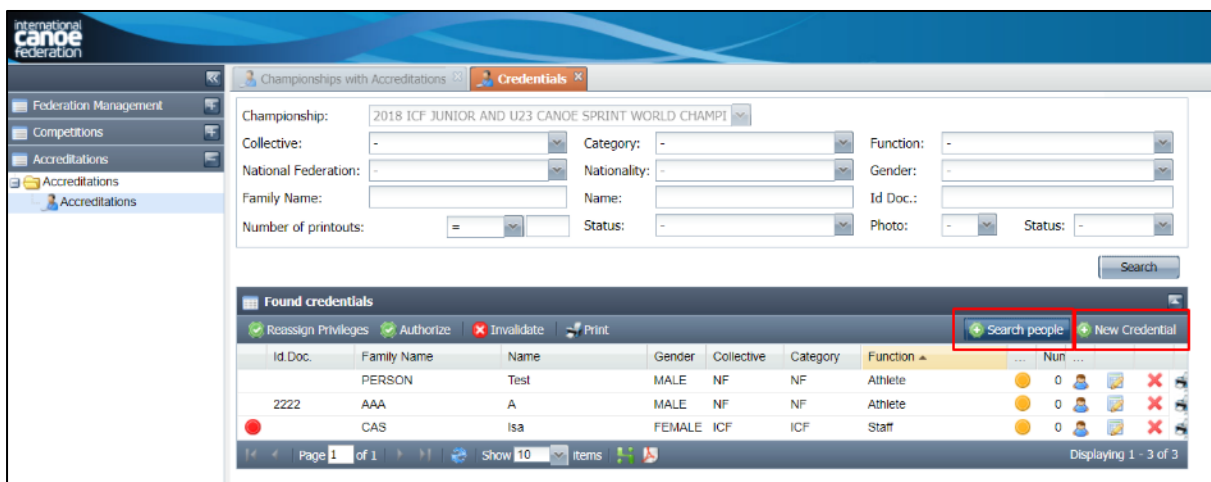 international
canoe
federation
Championships with Accreditations Credentials
Federation Management
Competitions
Accreditations
Accreditations
Accreditations
Championship: 2018 ICF JUNIOR AND U23 CANOE SPRINT WORLD CHAMPI
Collective: - Category: - Function: -
National Federation: - Nationality: - Gender: -
Family Name: Name: Id Doc.:
Number of printouts: = Status: - Photo: - Status: -
Search
Found credentials
Reassign Privileges Authorize Invalidate Print Search people New Credential
Id.Doc. Family Name Name Gender Collective Category Function ... Num ...
PERSON Test MALE NF NF Athlete 0
2222 AAA A MALE NF NF Athlete 0
CAS Isa FEMALE ICF ICF Staff 0
Page 1 of 1 Show 10 items Displaying 1 - 3 of 3